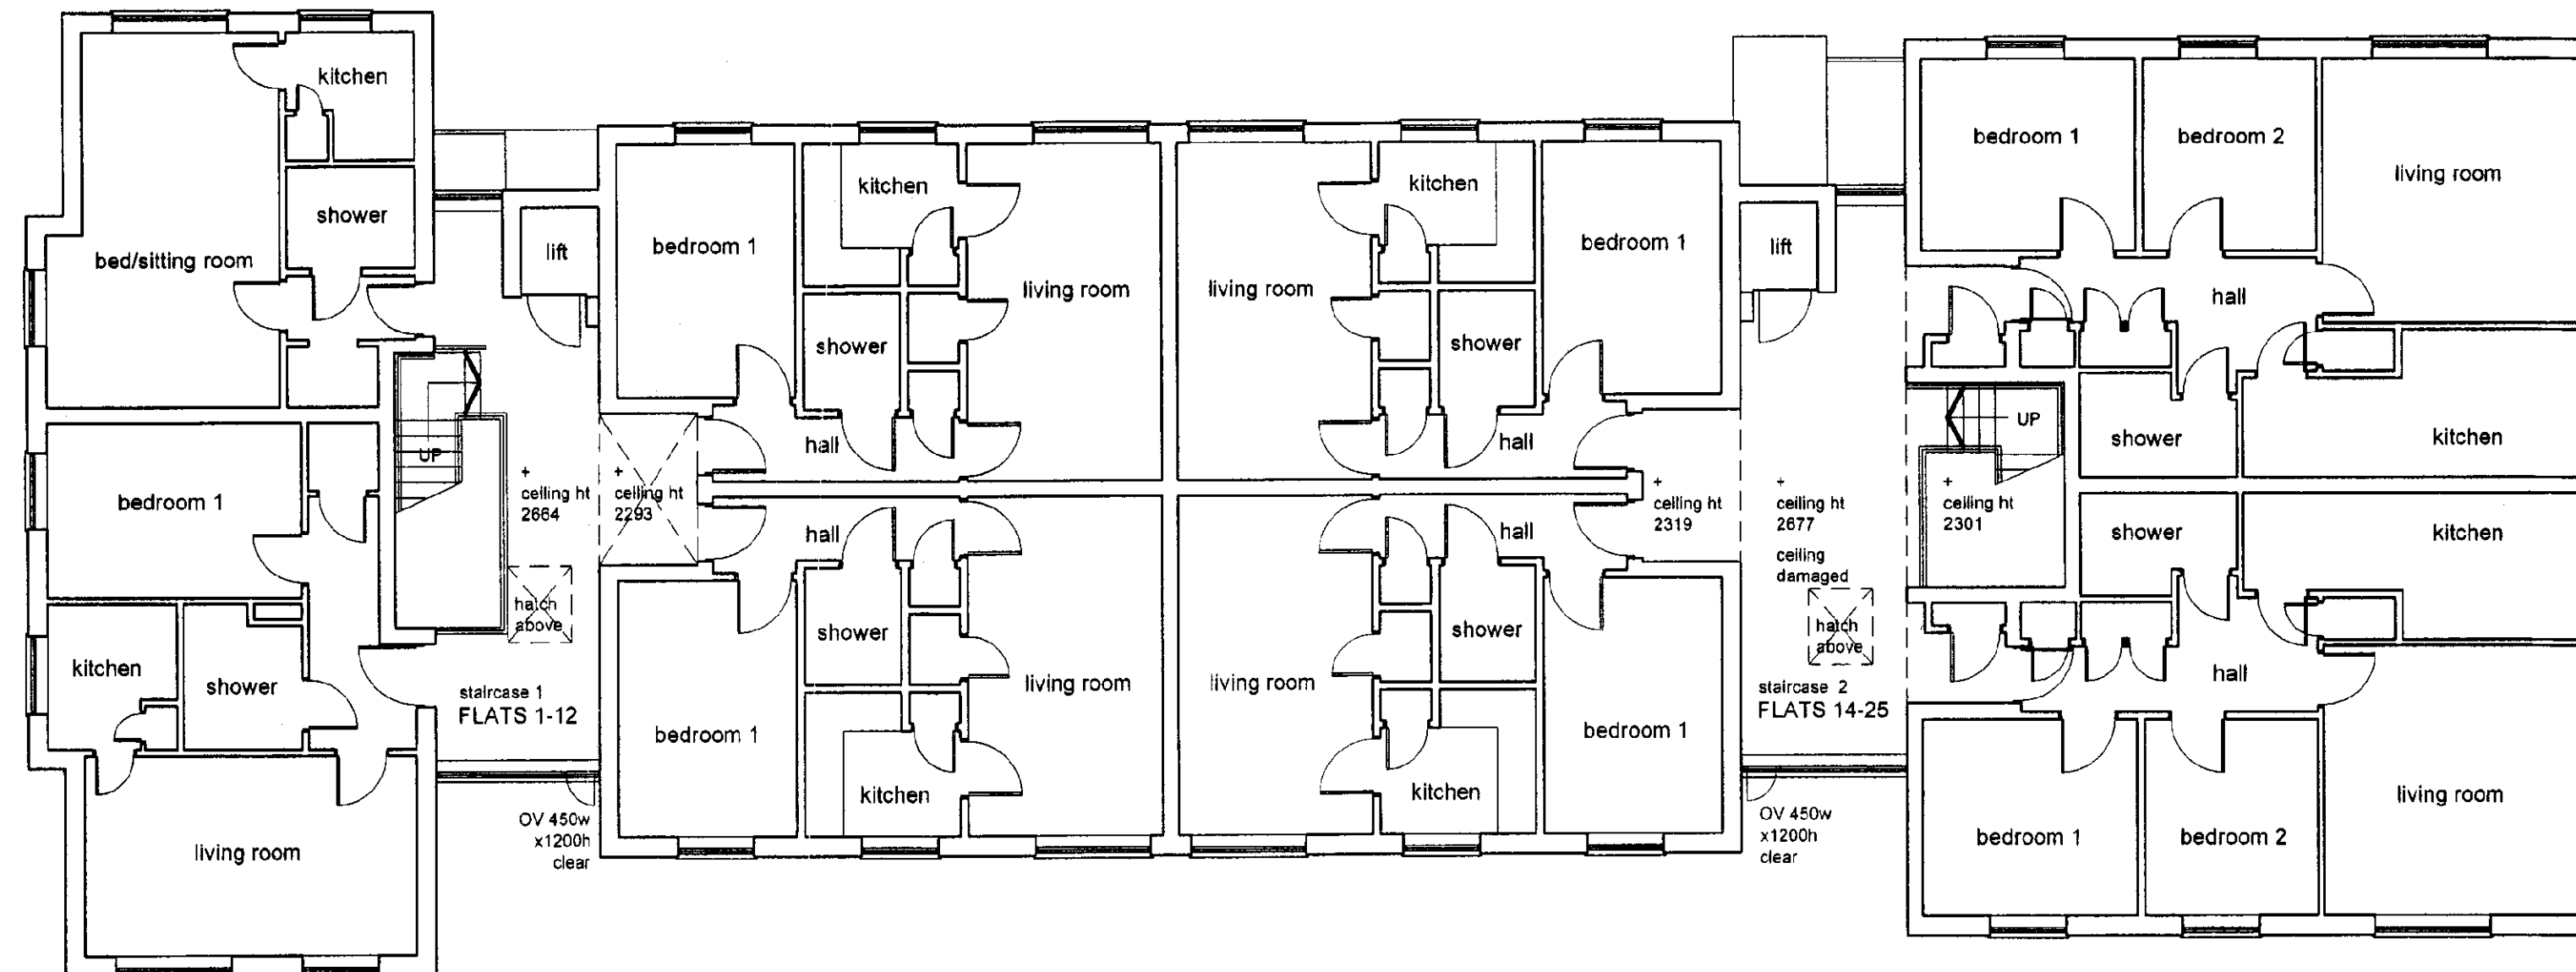 kitchen
shower
bed/sitting room
lift
bedroom 1
kitchen
living room
shower
hall
living room
kitchen
bedroom 1
shower
hall
lift
bedroom 1
bedroom 2
living room
hall
UP
shower
kitchen
UP
bedroom 1
kitchen
shower
living room
+
ceiling ht
2664
+
ceiling ht
2293
hatch
above
staircase 1
FLATS 1-12
OV 450w
x1200h
clear
hall
shower
bedroom 1
kitchen
living room
living room
hall
shower
kitchen
bedroom 1
+
ceiling ht
2319
+
ceiling ht
2677
ceiling
damaged
hatch
above
staircase 2
FLATS 14-25
OV 450w
x1200h
clear
+
ceiling ht
2301
shower
kitchen
hall
bedroom 1
bedroom 2
living room